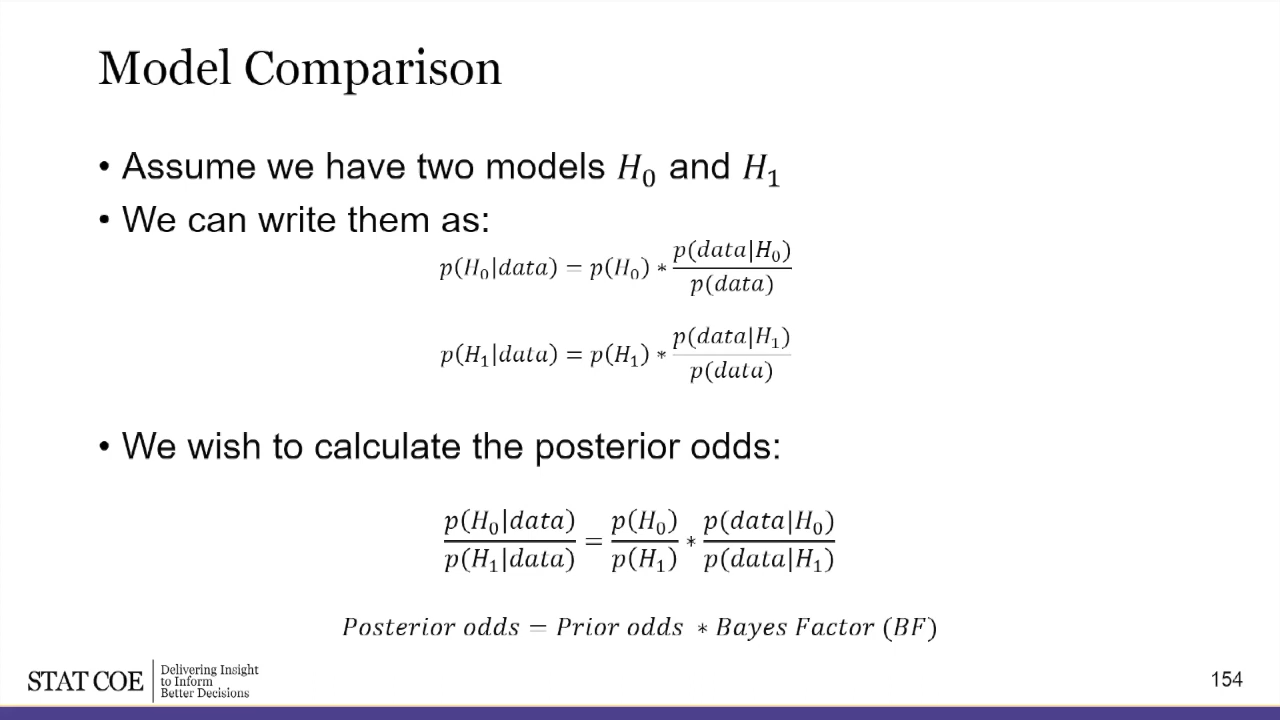 Model Comparison
• Assume we have two models H₀ and H₁
• We can write them as:
p(H₀|data) = p(H₀) * p(data|H₀) / p(data)
p(H₁|data) = p(H₁) * p(data|H₁) / p(data)
• We wish to calculate the posterior odds:
p(H₀|data) / p(H₁|data) = p(H₀) / p(H₁) * p(data|H₀) / p(data|H₁)
Posterior odds = Prior odds * Bayes Factor (BF)
STAT COE
Delivering Insight
to Inform
Better Decisions
154